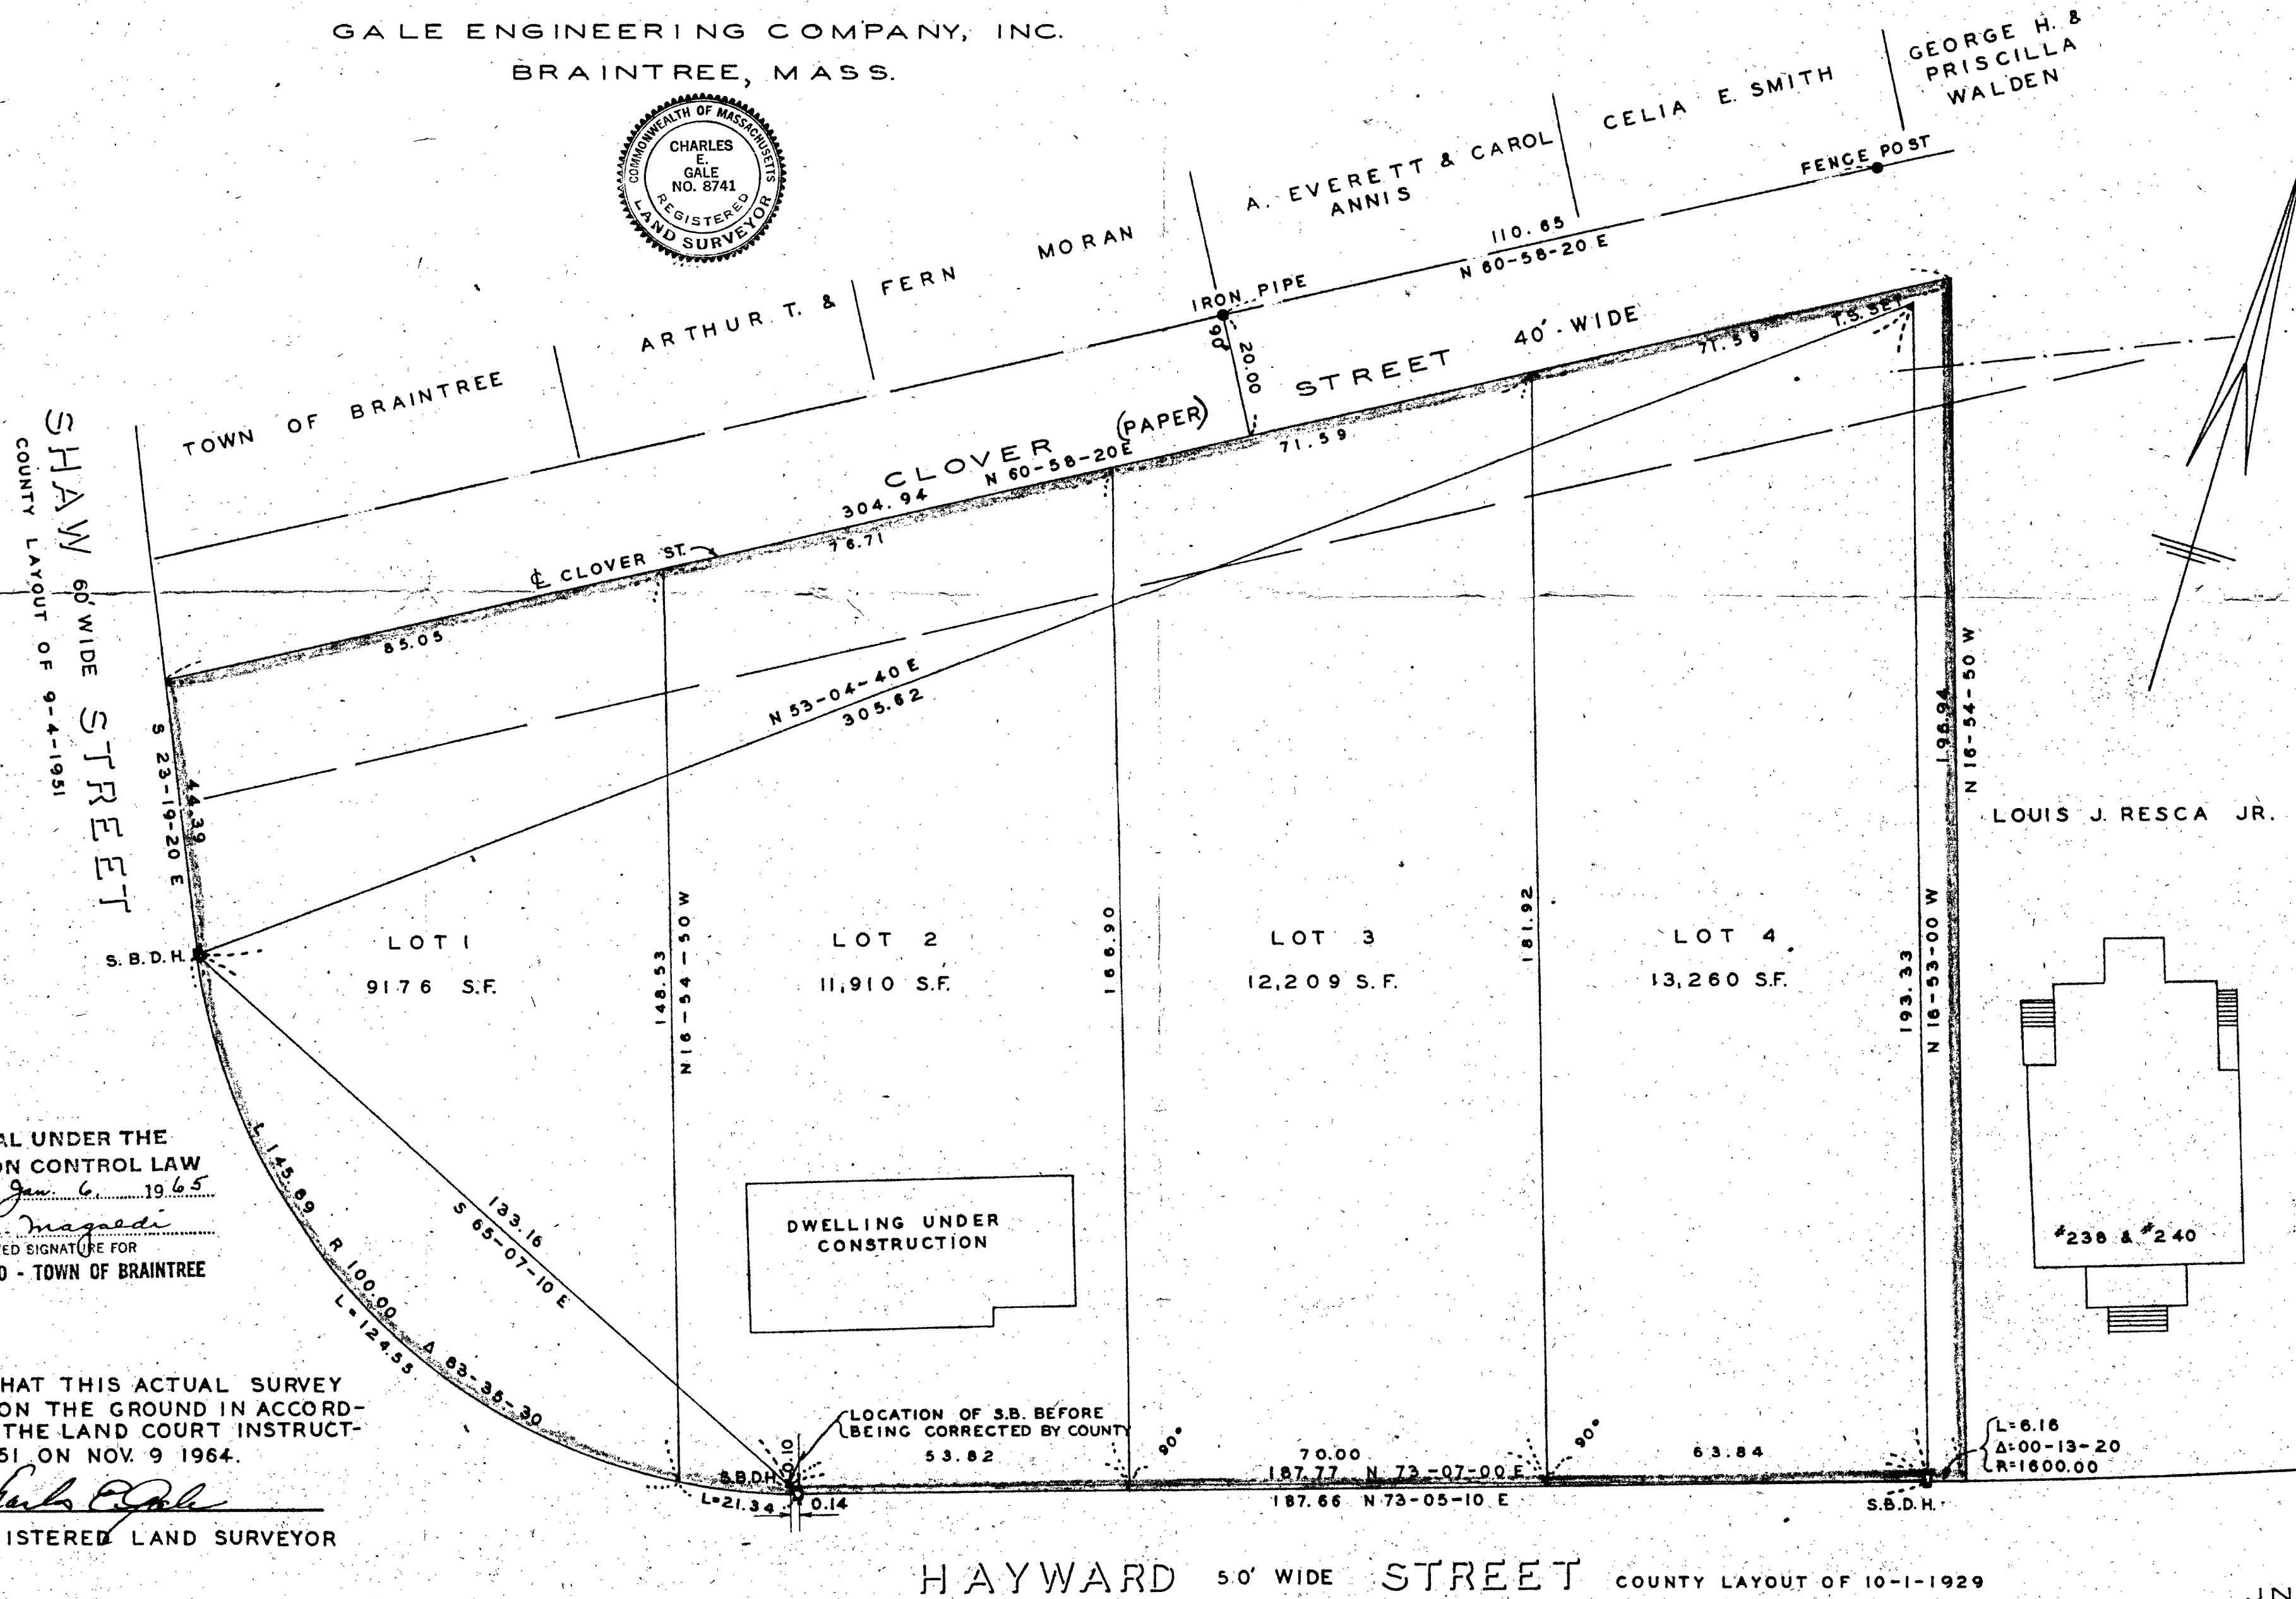 GALE ENGINEERING COMPANY, INC.
BRAINTREE, MASS.
COMMONWEALTH OF MASSACHUSETTS
CHARLES
E.
GALE
NO. 8741
REGISTERED
LAND SURVEYOR
GEORGE H. &
PRISCILLA
WALDEN
CELIA E. SMITH
A. EVERETT & CAROL
ANNIS
FERN MORAN
ARTHUR T. &
TOWN OF BRAINTREE
FENCE POST
110.65
N 60-58-20 E
IRON PIPE
90°
20.00
CLOVER (PAPER) STREET 40' WIDE
T.S. SET
71.59
71.59
N 60-58-20 E
304.94
76.71
℄ CLOVER ST.
85.05
SHAW 60' WIDE STREET
COUNTY LAYOUT OF 9-4-1951
S 23-19-20 E
44.39
N 53-04-40 E
305.62
196.94
N 16-54-50 W
LOUIS J. RESCA JR.
S.B.D.H.
LOT 1
9176 S.F.
148.53
N 16-54-50 W
LOT 2
11,910 S.F.
166.90
LOT 3
12,209 S.F.
181.92
LOT 4
13,260 S.F.
193.33
N 16-53-00 W
#238 & #240
L 145.89 R 100.00 Δ 83-35-30
L=124.55
133.16
S 65-07-10 E
DWELLING UNDER
CONSTRUCTION
AL UNDER THE
ON CONTROL LAW
Jan. 6, 1965
Magaldi
ED SIGNATURE FOR
D - TOWN OF BRAINTREE
HAT THIS ACTUAL SURVEY
ON THE GROUND IN ACCORD-
THE LAND COURT INSTRUCT-
51 ON NOV. 9 1964.
Charles E. Gale
ISTERED LAND SURVEYOR
LOCATION OF S.B. BEFORE
BEING CORRECTED BY COUNTY
0.10
53.82
90°
70.00
90°
63.84
L=6.16
Δ=00-13-20
R=1600.00
S.B.D.H.
187.77 N 73-07-00 E
L=21.34
0.14
187.66 N 73-05-10 E
S.B.D.H.
HAYWARD 50' WIDE STREET COUNTY LAYOUT OF 10-1-1929